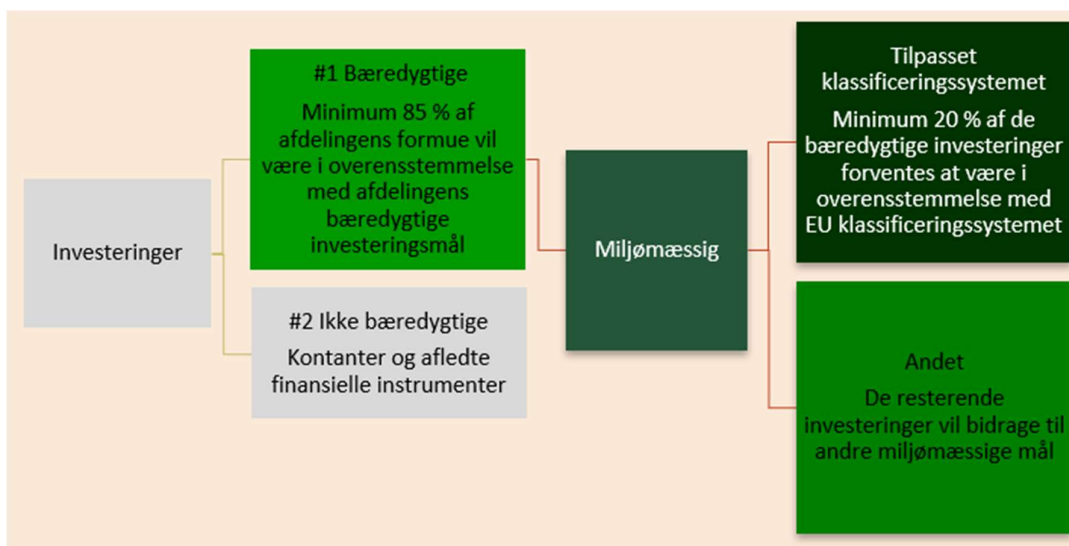 Investeringer
#1 Bæredygtige
Minimum 85 % af
afdelingens formue vil
være i overensstemmelse
med afdelingens
bæredygtige
investeringsmål
#2 Ikke bæredygtige
Kontanter og afledte
finansielle instrumenter
Miljømæssig
Tilpasset
klassificeringssystemet
Minimum 20 % af de
bæredygtige investeringer
forventes at være i
overensstemmelse med
EU klassificeringssystemet
Andet
De resterende
investeringer vil bidrage til
andre miljømæssige mål